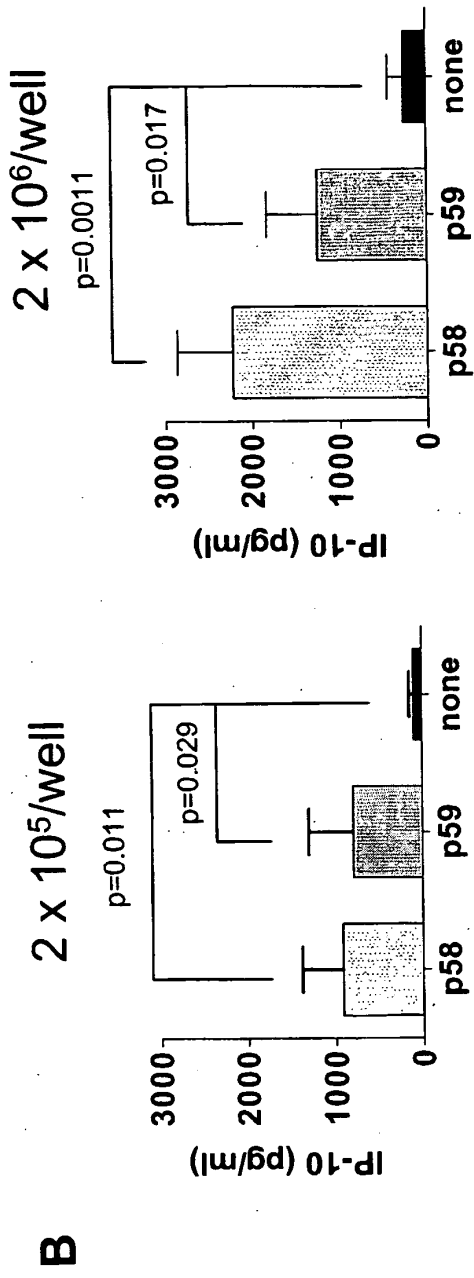 B
2 x 10⁵/well
p=0.011
p=0.029
IP-10 (pg/ml)
3000
2000
1000
0
p58
p59
none
2 x 10⁶/well
p=0.0011
p=0.017
IP-10 (pg/ml)
3000
2000
1000
0
p58
p59
none